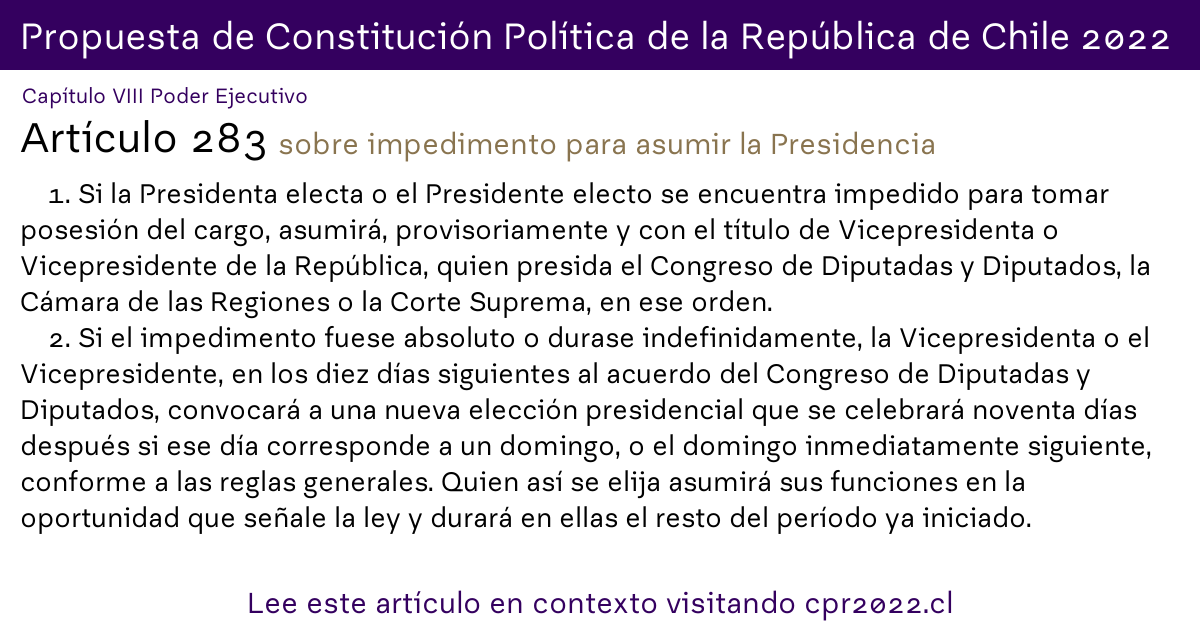 Propuesta de Constitución Política de la República de Chile 2022
Capítulo VIII Poder Ejecutivo
Artículo 283 sobre impedimento para asumir la Presidencia
1. Si la Presidenta electa o el Presidente electo se encuentra impedido para tomar
posesión del cargo, asumirá, provisoriamente y con el título de Vicepresidenta o
Vicepresidente de la República, quien presida el Congreso de Diputadas y Diputados, la
Cámara de las Regiones o la Corte Suprema, en ese orden.
2. Si el impedimento fuese absoluto o durase indefinidamente, la Vicepresidenta o el
Vicepresidente, en los diez días siguientes al acuerdo del Congreso de Diputadas y
Diputados, convocará a una nueva elección presidencial que se celebrará noventa días
después si ese día corresponde a un domingo, o el domingo inmediatamente siguiente,
conforme a las reglas generales. Quien así se elija asumirá sus funciones en la
oportunidad que señale la ley y durará en ellas el resto del período ya iniciado.
Lee este artículo en contexto visitando cpr2022.cl